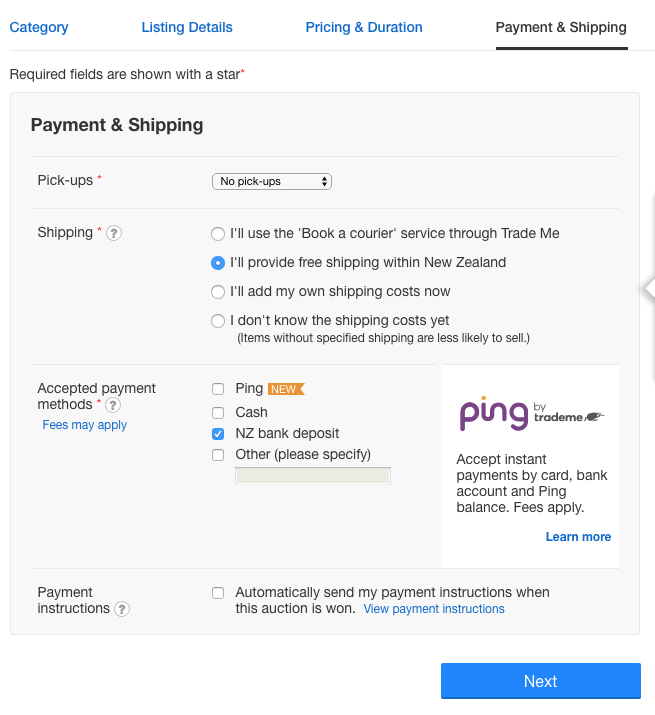 Category Listing Details Pricing & Duration Payment & Shipping
Required fields are shown with a star*
Payment & Shipping
Pick-ups * No pick-ups
Shipping * ?
I'll use the 'Book a courier' service through Trade Me
I'll provide free shipping within New Zealand
I'll add my own shipping costs now
I don't know the shipping costs yet
(Items without specified shipping are less likely to sell.)
Accepted payment
methods * ?
Fees may apply
Ping NEW
Cash
NZ bank deposit
Other (please specify)
ping by
trademe
Accept instant
payments by card, bank
account and Ping
balance. Fees apply.
Learn more
Payment
instructions ?
Automatically send my payment instructions when
this auction is won. View payment instructions
Next